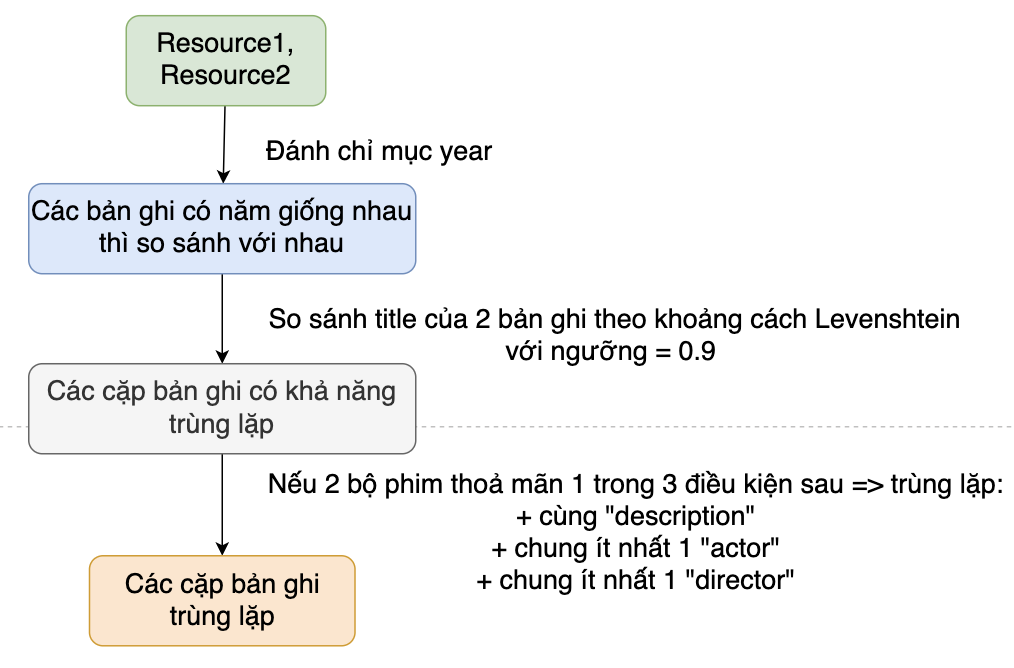 Resource1,
Resource2
Đánh chỉ mục year
Các bản ghi có năm giống nhau
thì so sánh với nhau
So sánh title của 2 bản ghi theo khoảng cách Levenshtein
với ngưỡng = 0.9
Các cặp bản ghi có khả năng
trùng lặp
Nếu 2 bộ phim thoả mãn 1 trong 3 điều kiện sau => trùng lặp:
+ cùng "description"
+ chung ít nhất 1 "actor"
+ chung ít nhất 1 "director"
Các cặp bản ghi
trùng lặp